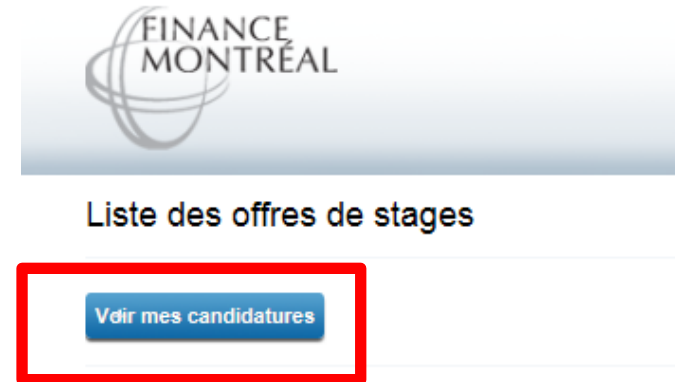 FINANCE
MONTRÉAL
Liste des offres de stages
Voir mes candidatures